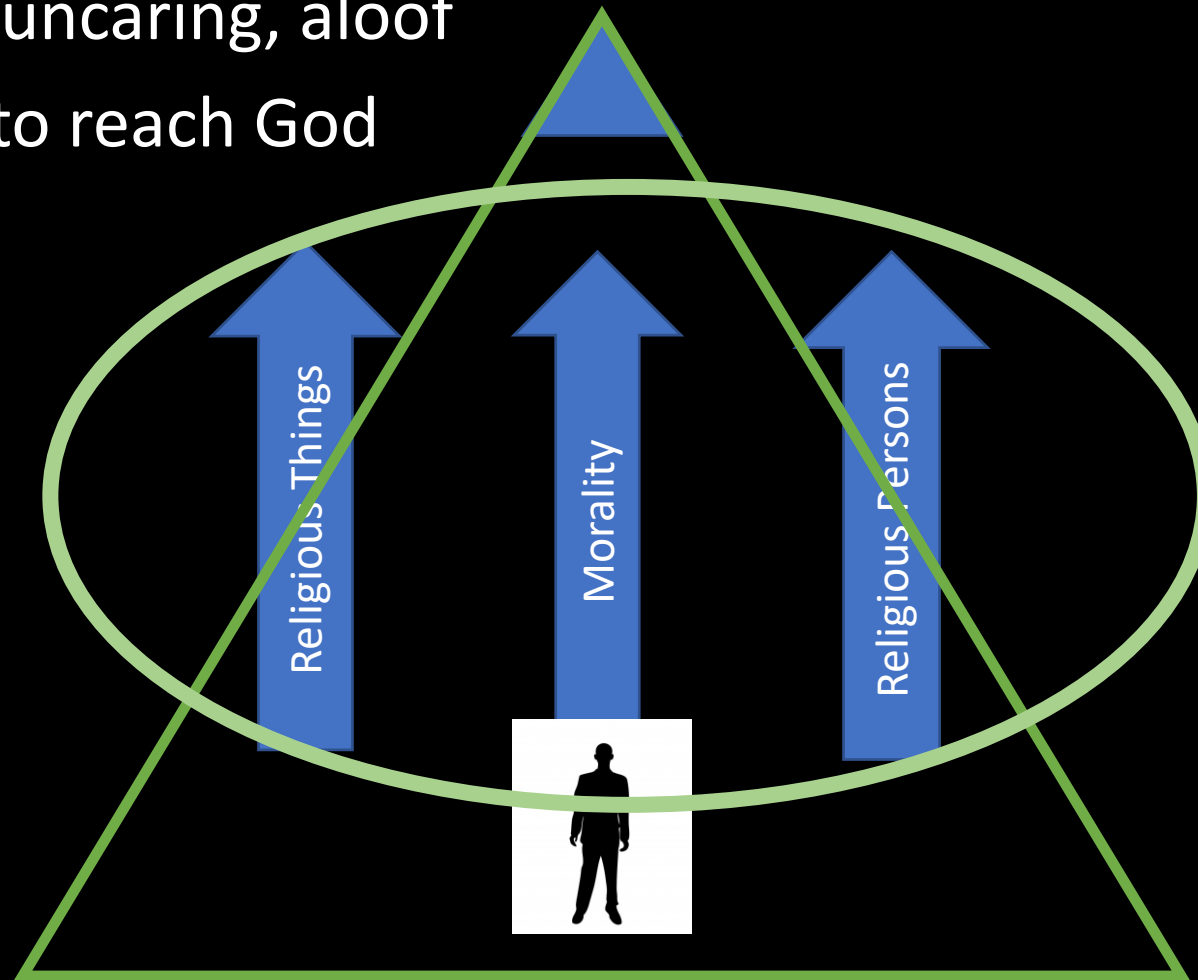 uncaring, aloof
to reach God
Religious Things
Morality
Religious Persons